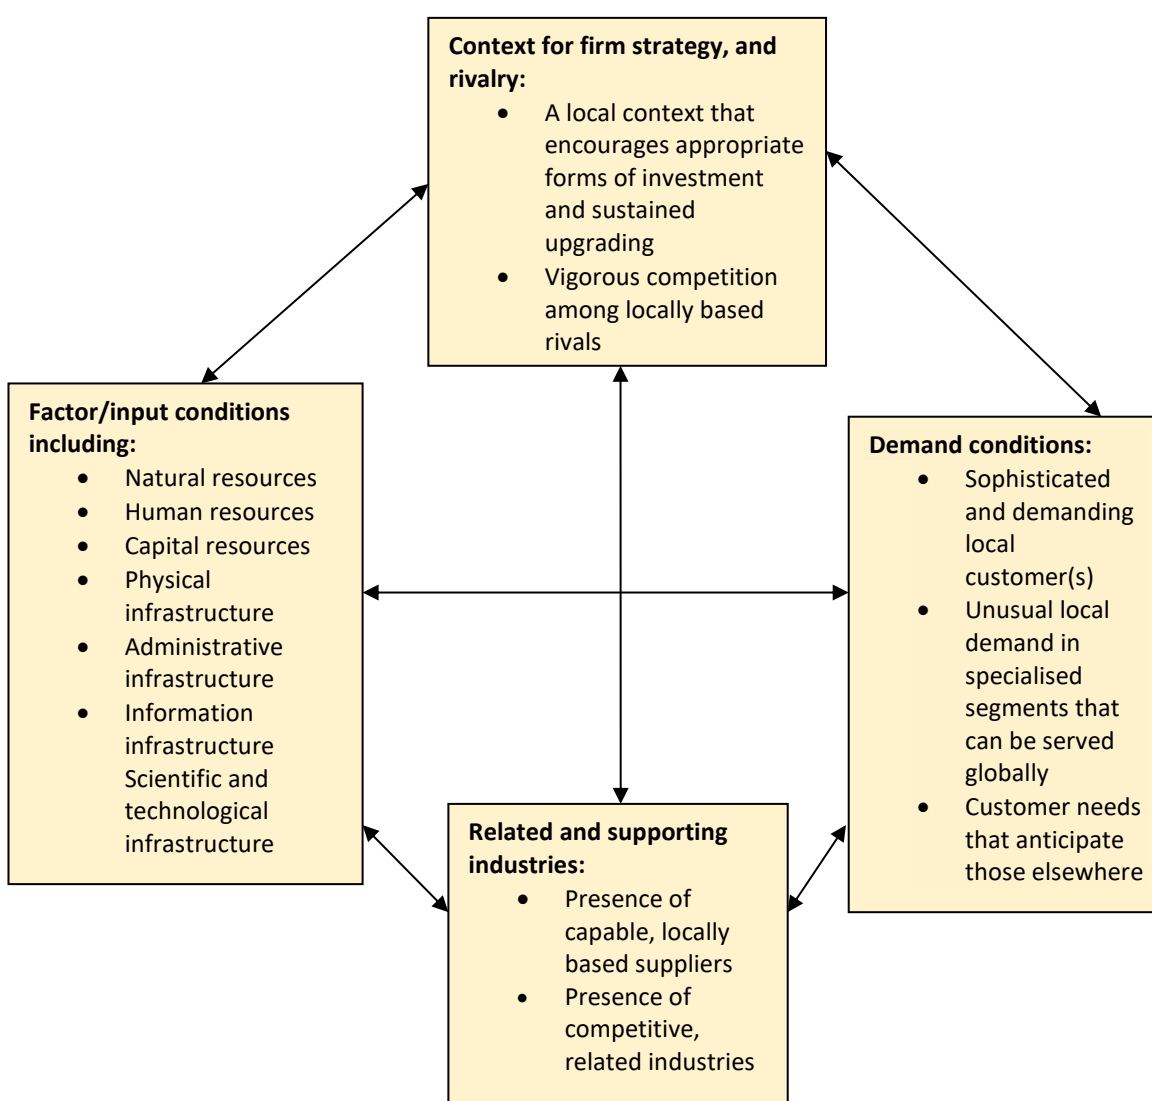 Context for firm strategy, and
rivalry:
• A local context that
encourages appropriate
forms of investment
and sustained
upgrading
• Vigorous competition
among locally based
rivals
Factor/input conditions
including:
• Natural resources
• Human resources
• Capital resources
• Physical
infrastructure
• Administrative
infrastructure
• Information
infrastructure
Scientific and
technological
infrastructure
Demand conditions:
• Sophisticated
and demanding
local
customer(s)
• Unusual local
demand in
specialised
segments that
can be served
globally
• Customer needs
that anticipate
those elsewhere
Related and supporting
industries:
• Presence of
capable, locally
based suppliers
• Presence of
competitive,
related industries